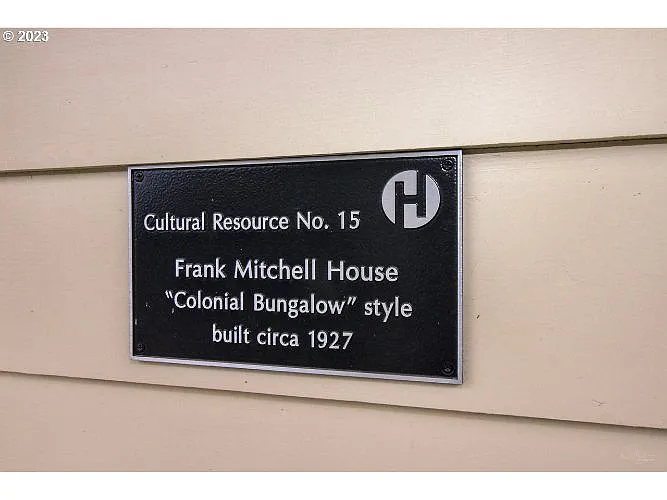 © 2023
Cultural Resource No. 15
H
Frank Mitchell House
"Colonial Bungalow" style
built circa 1927